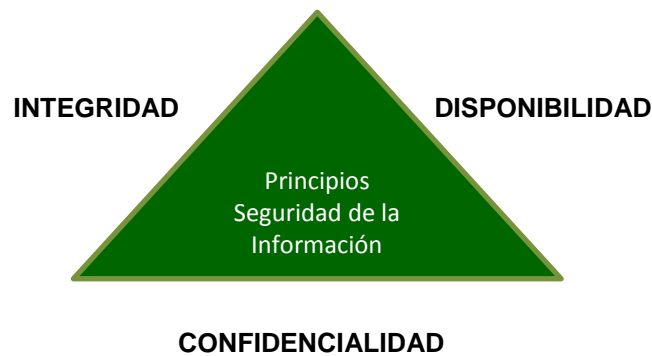 INTEGRIDAD
DISPONIBILIDAD
Principios
Seguridad de la
Información
CONFIDENCIALIDAD